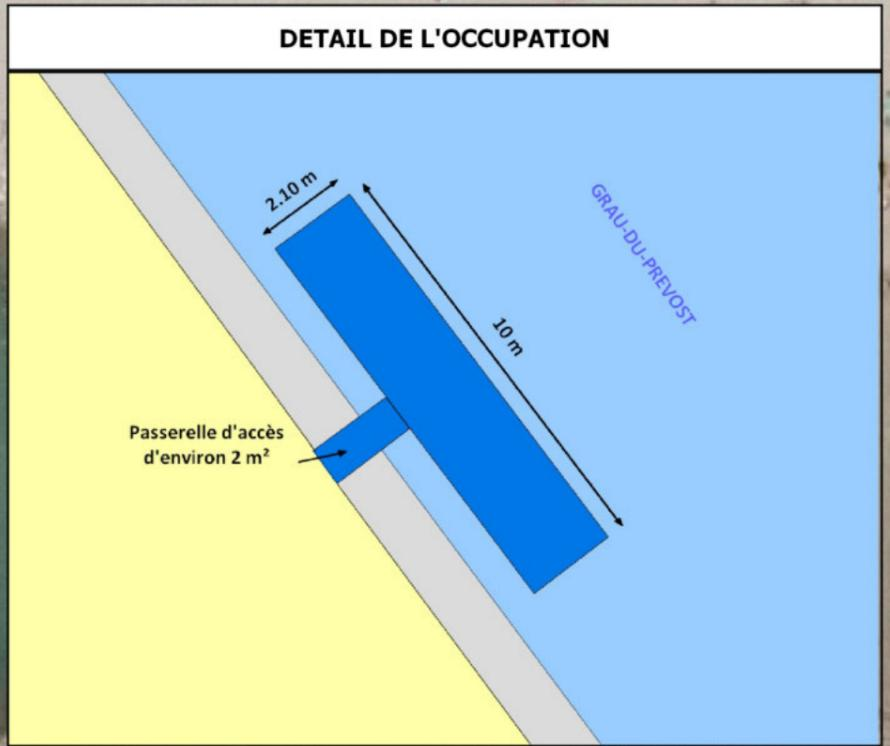 DETAIL DE L'OCCUPATION
2.10 m
10 m
GRAU-DU-PREVOST
Passerelle d'accès
d'environ 2 m²